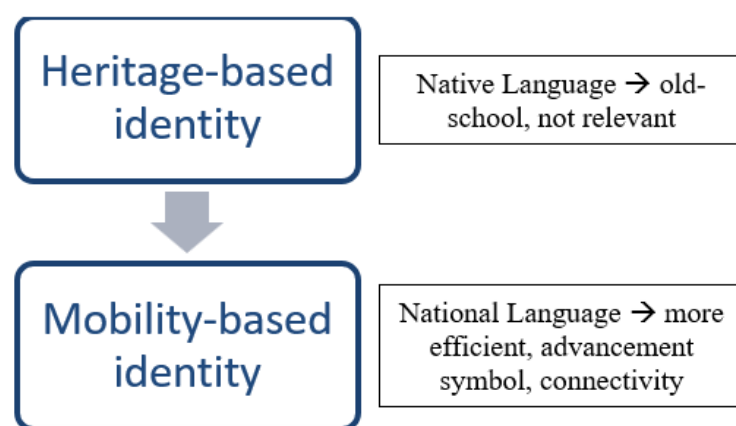 Heritage-based
identity
Native Language → old-
school, not relevant
Mobility-based
identity
National Language → more
efficient, advancement
symbol, connectivity